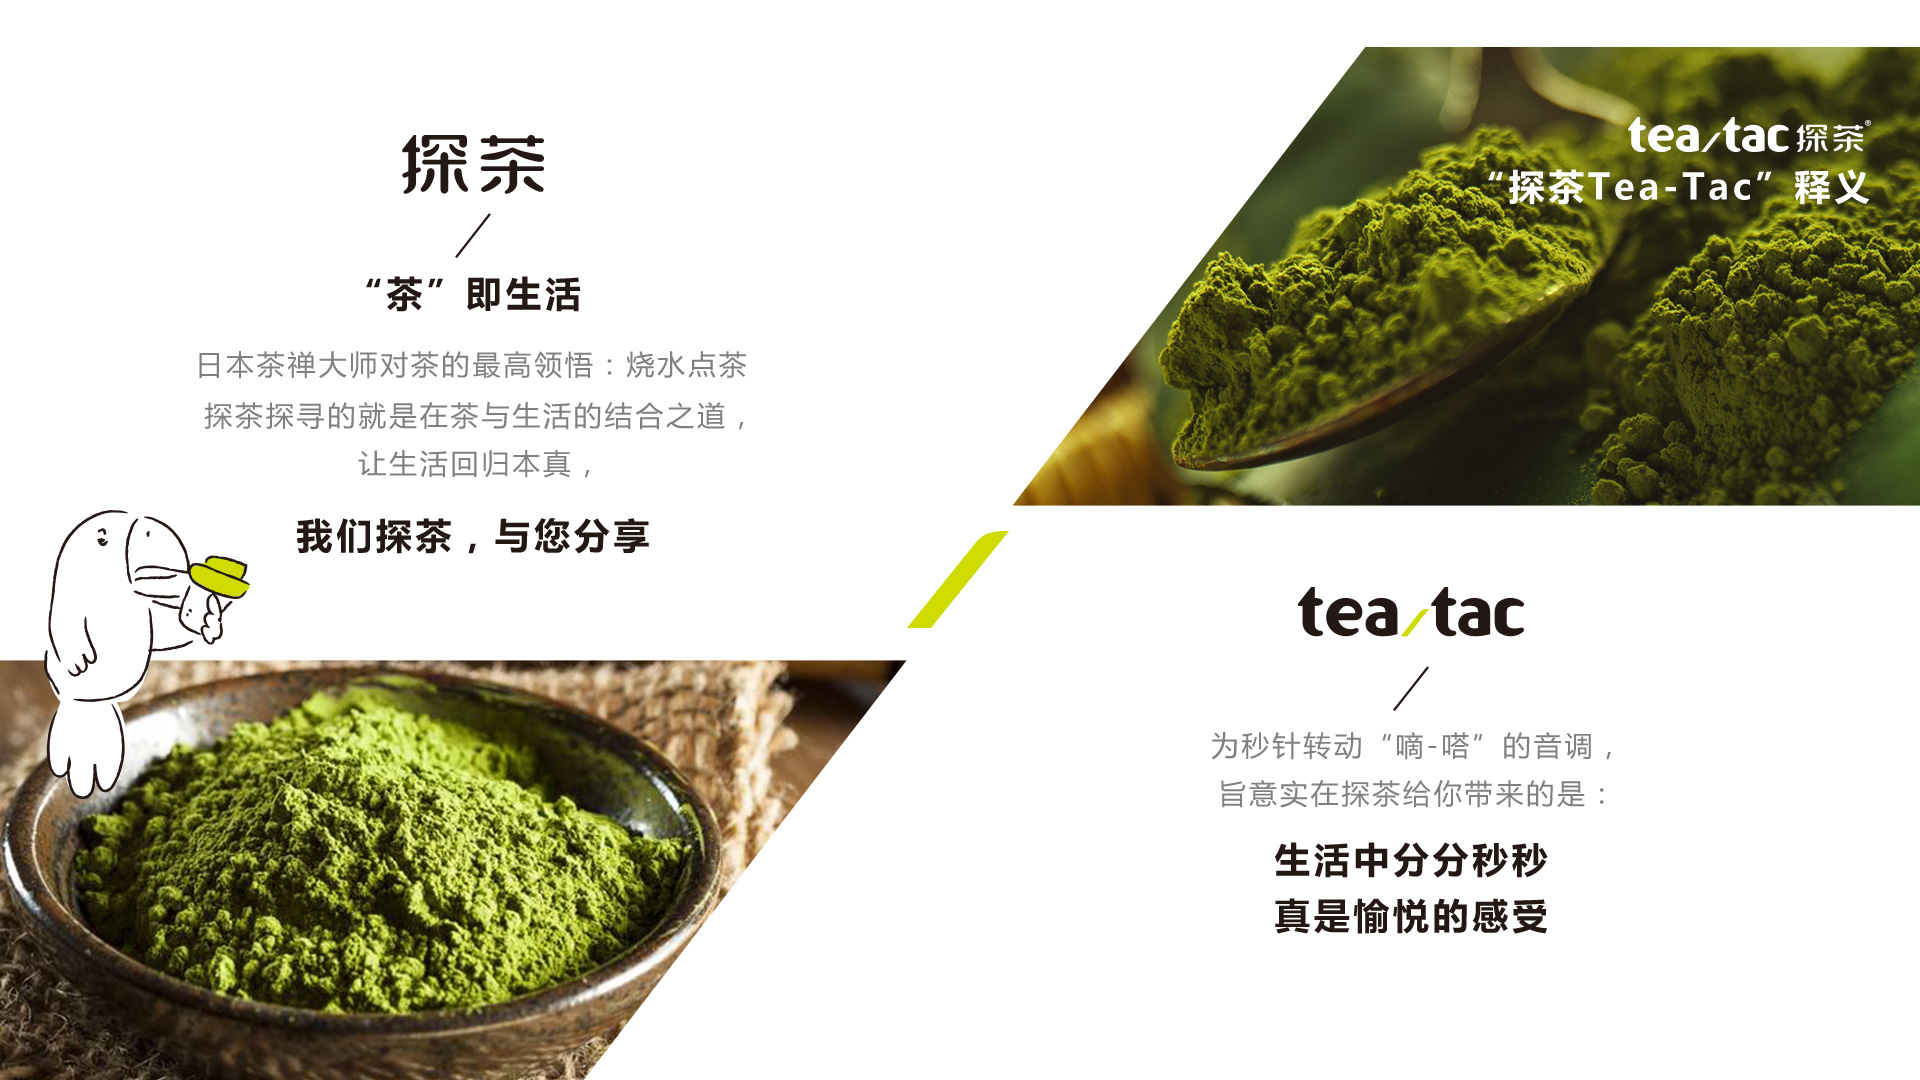 探茶
“茶”即生活
日本茶禅大师对茶的最高领悟：烧水点茶
探茶探寻的就是在茶与生活的结合之道，
让生活回归本真，
我们探茶，与您分享
tea/tac探茶®
“探茶Tea-Tac”释义
tea/tac
为秒针转动“嘀-嗒”的音调，
旨意实在探茶给你带来的是：
生活中分分秒秒
真是愉悦的感受